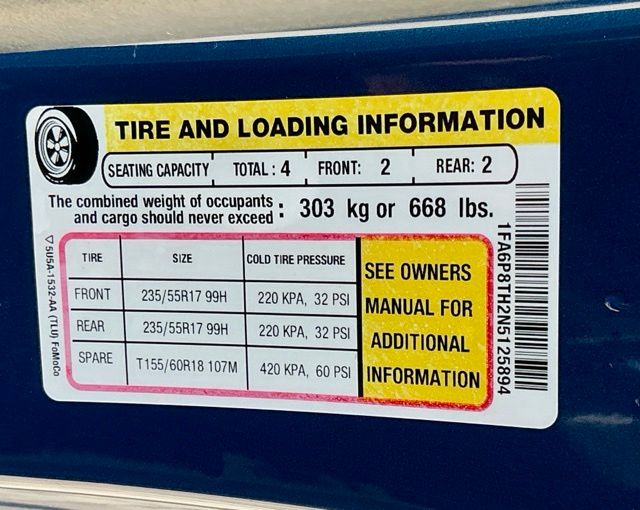 TIRE AND LOADING INFORMATION
SEATING CAPACITY TOTAL: 4 FRONT: 2 REAR: 2
The combined weight of occupants
and cargo should never exceed : 303 kg or 668 lbs.
TIRE SIZE COLD TIRE PRESSURE
FRONT 235/55R17 99H 220 KPA, 32 PSI
REAR 235/55R17 99H 220 KPA, 32 PSI
SPARE T155/60R18 107M 420 KPA, 60 PSI
SEE OWNERS
MANUAL FOR
ADDITIONAL
INFORMATION
5U5A-1532-AA (TLU) FoMoCo
1FA6P8TH2N5125894